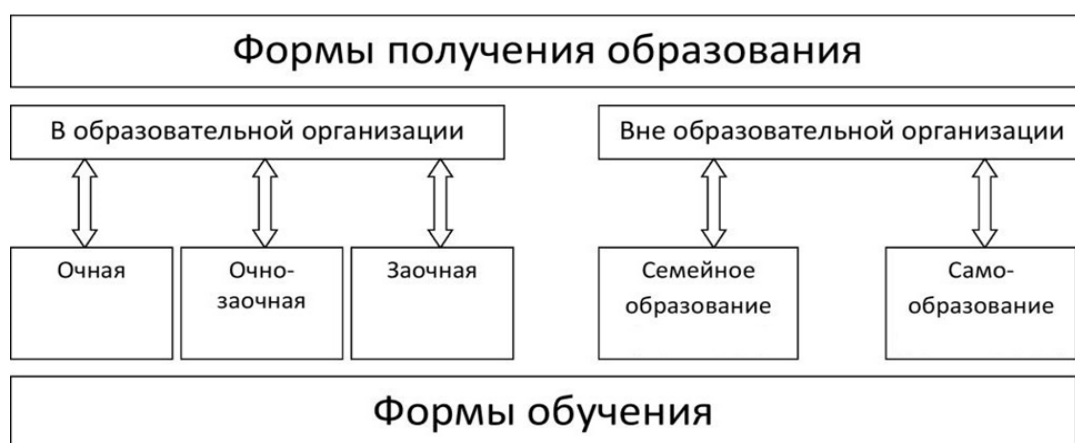 Формы получения образования
В образовательной организации
Вне образовательной организации
Очная
Очно-
заочная
Заочная
Семейное
образование
Само-
образование
Формы обучения